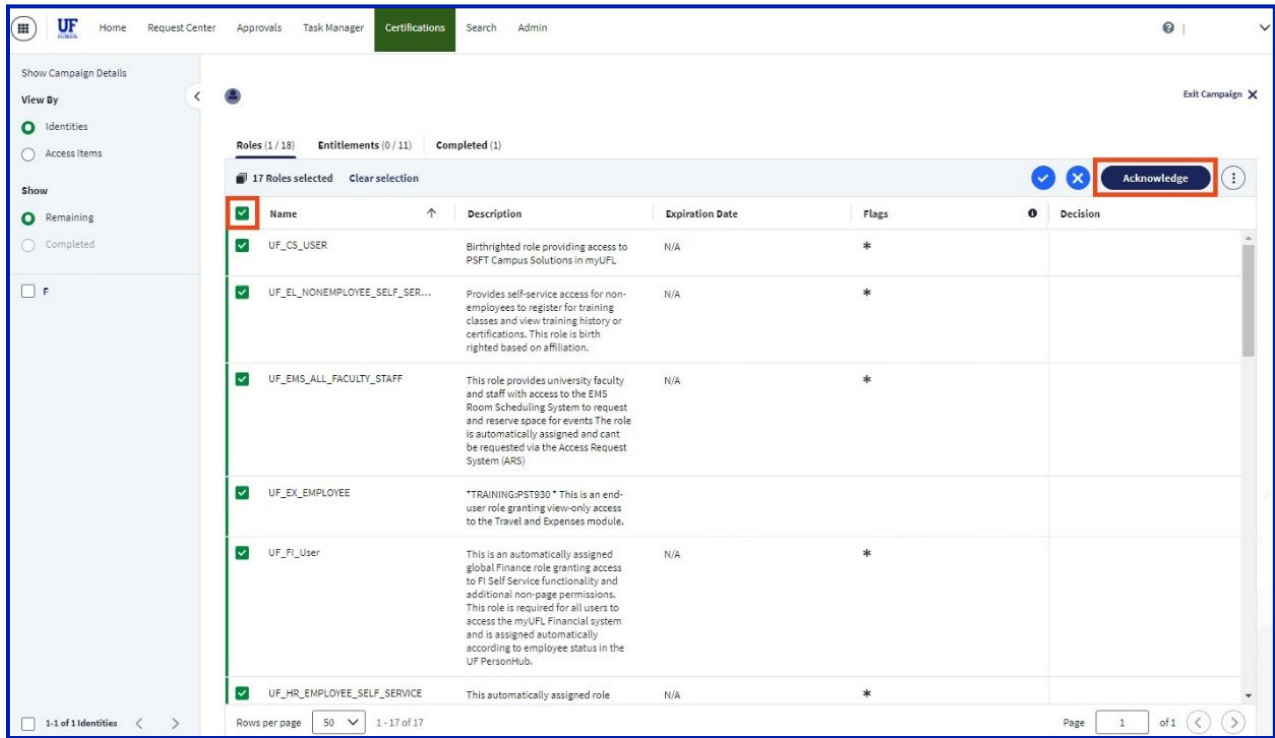 UF Home Request Center Approvals Task Manager Certifications Search Admin
Show Campaign Details
View By
Identities
Access Items
Show
Remaining
Completed
F
1-1 of 1 Identities
Exit Campaign
Roles (1 / 18) Entitlements (0 / 11) Completed (1)
17 Roles selected Clear selection Acknowledge
Name Description Expiration Date Flags Decision
UF_CS_USER Birthrighted role providing access to N/A *
PSFT Campus Solutions in myUFL
UF_EL_NONEMPLOYEE_SELF_SER... Provides self-service access for non- N/A *
employees to register for training
classes and view training history or
certifications. This role is birth
righted based on affiliation.
UF_EMS_ALL_FACULTY_STAFF This role provides university faculty N/A *
and staff with access to the EMS
Room Scheduling System to request
and reserve space for events The role
is automatically assigned and cant
be requested via the Access Request
System (ARS)
UF_EX_EMPLOYEE *TRAINING:PST930 * This is an end-
user role granting view-only access
to the Travel and Expenses module.
UF_FI_User This is an automatically assigned N/A *
global Finance role granting access
to FI Self Service functionality and
additional non-page permissions.
This role is required for all users to
access the myUFL Financial system
and is assigned automatically
according to employee status in the
UF PersonHub.
UF_HR_EMPLOYEE_SELF_SERVICE This automatically assigned role N/A *
Rows per page 50 1 - 17 of 17 Page 1 of 1